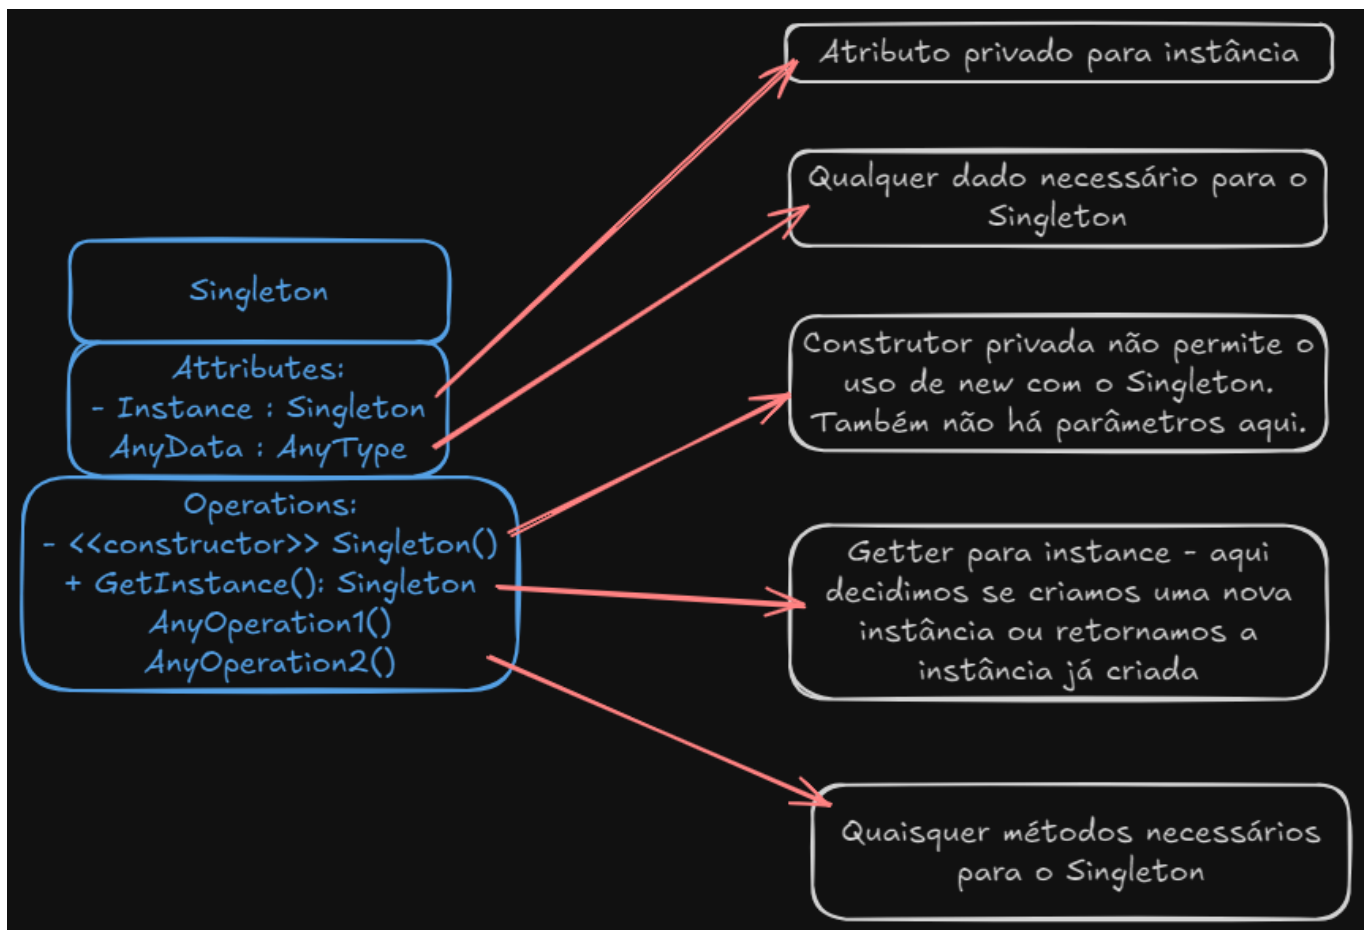 Singleton
Attributes:
- Instance : Singleton
AnyData : AnyType
Operations:
- <<constructor>> Singleton()
+ GetInstance(): Singleton
AnyOperation1()
AnyOperation2()
Atributo privado para instância
Qualquer dado necessário para o
Singleton
Construtor privada não permite o
uso de new com o Singleton.
Também não há parâmetros aqui.
Getter para instance - aqui
decidimos se criamos uma nova
instância ou retornamos a
instância já criada
Quaisquer métodos necessários
para o Singleton